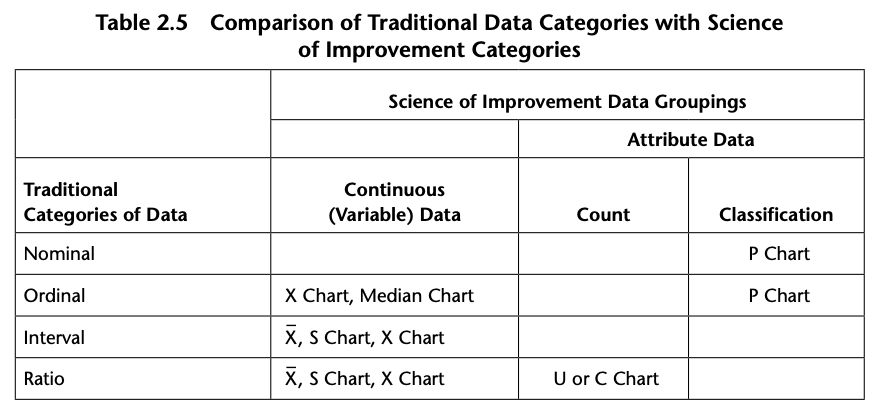 Table 2.5 Comparison of Traditional Data Categories with Science
of Improvement Categories
Science of Improvement Data Groupings
Attribute Data
Traditional
Categories of Data
Continuous
(Variable) Data
Count
Classification
Nominal
P Chart
Ordinal
X Chart, Median Chart
P Chart
Interval
X̅, S Chart, X Chart
Ratio
X̅, S Chart, X Chart
U or C Chart